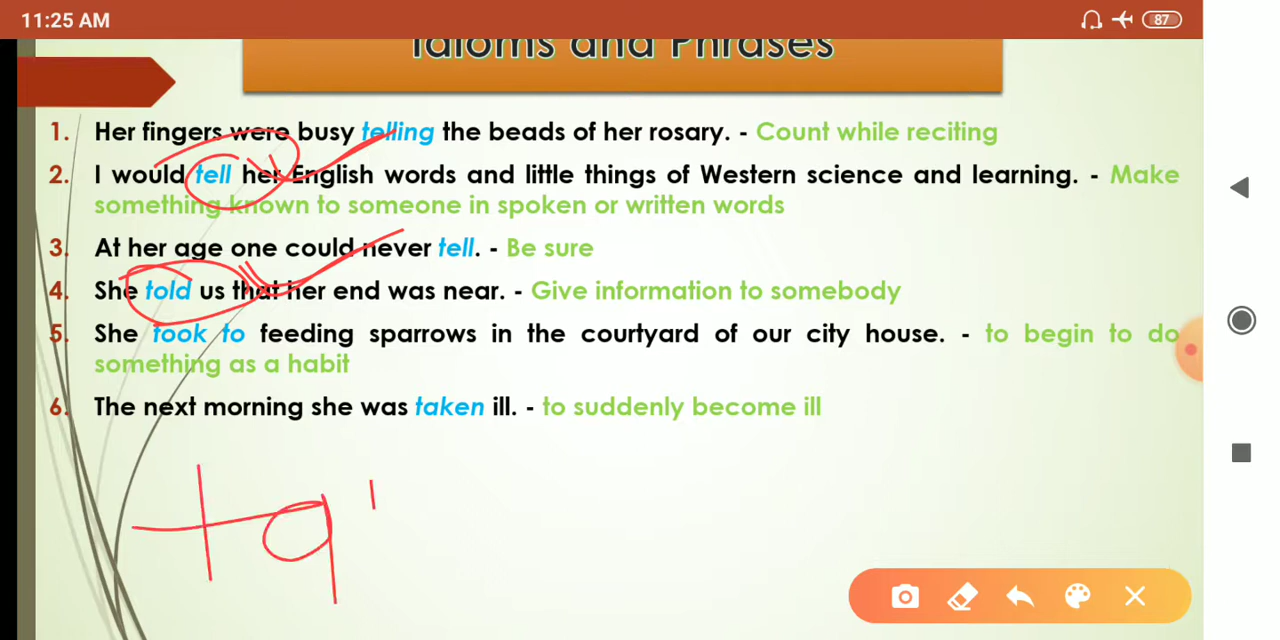 11:25 AM
87
Idioms and Phrases
1. Her fingers were busy telling the beads of her rosary. - Count while reciting
2. I would tell her English words and little things of Western science and learning. - Make
something known to someone in spoken or written words
3. At her age one could never tell. - Be sure
4. She told us that her end was near. - Give information to somebody
5. She took to feeding sparrows in the courtyard of our city house. - to begin to do
something as a habit
6. The next morning she was taken ill. - to suddenly become ill